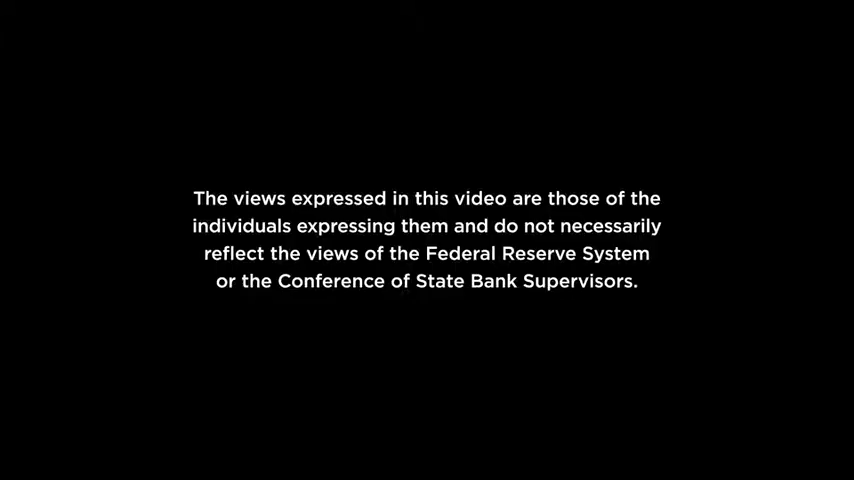 The views expressed in this video are those of the
individuals expressing them and do not necessarily
reflect the views of the Federal Reserve System
or the Conference of State Bank Supervisors.